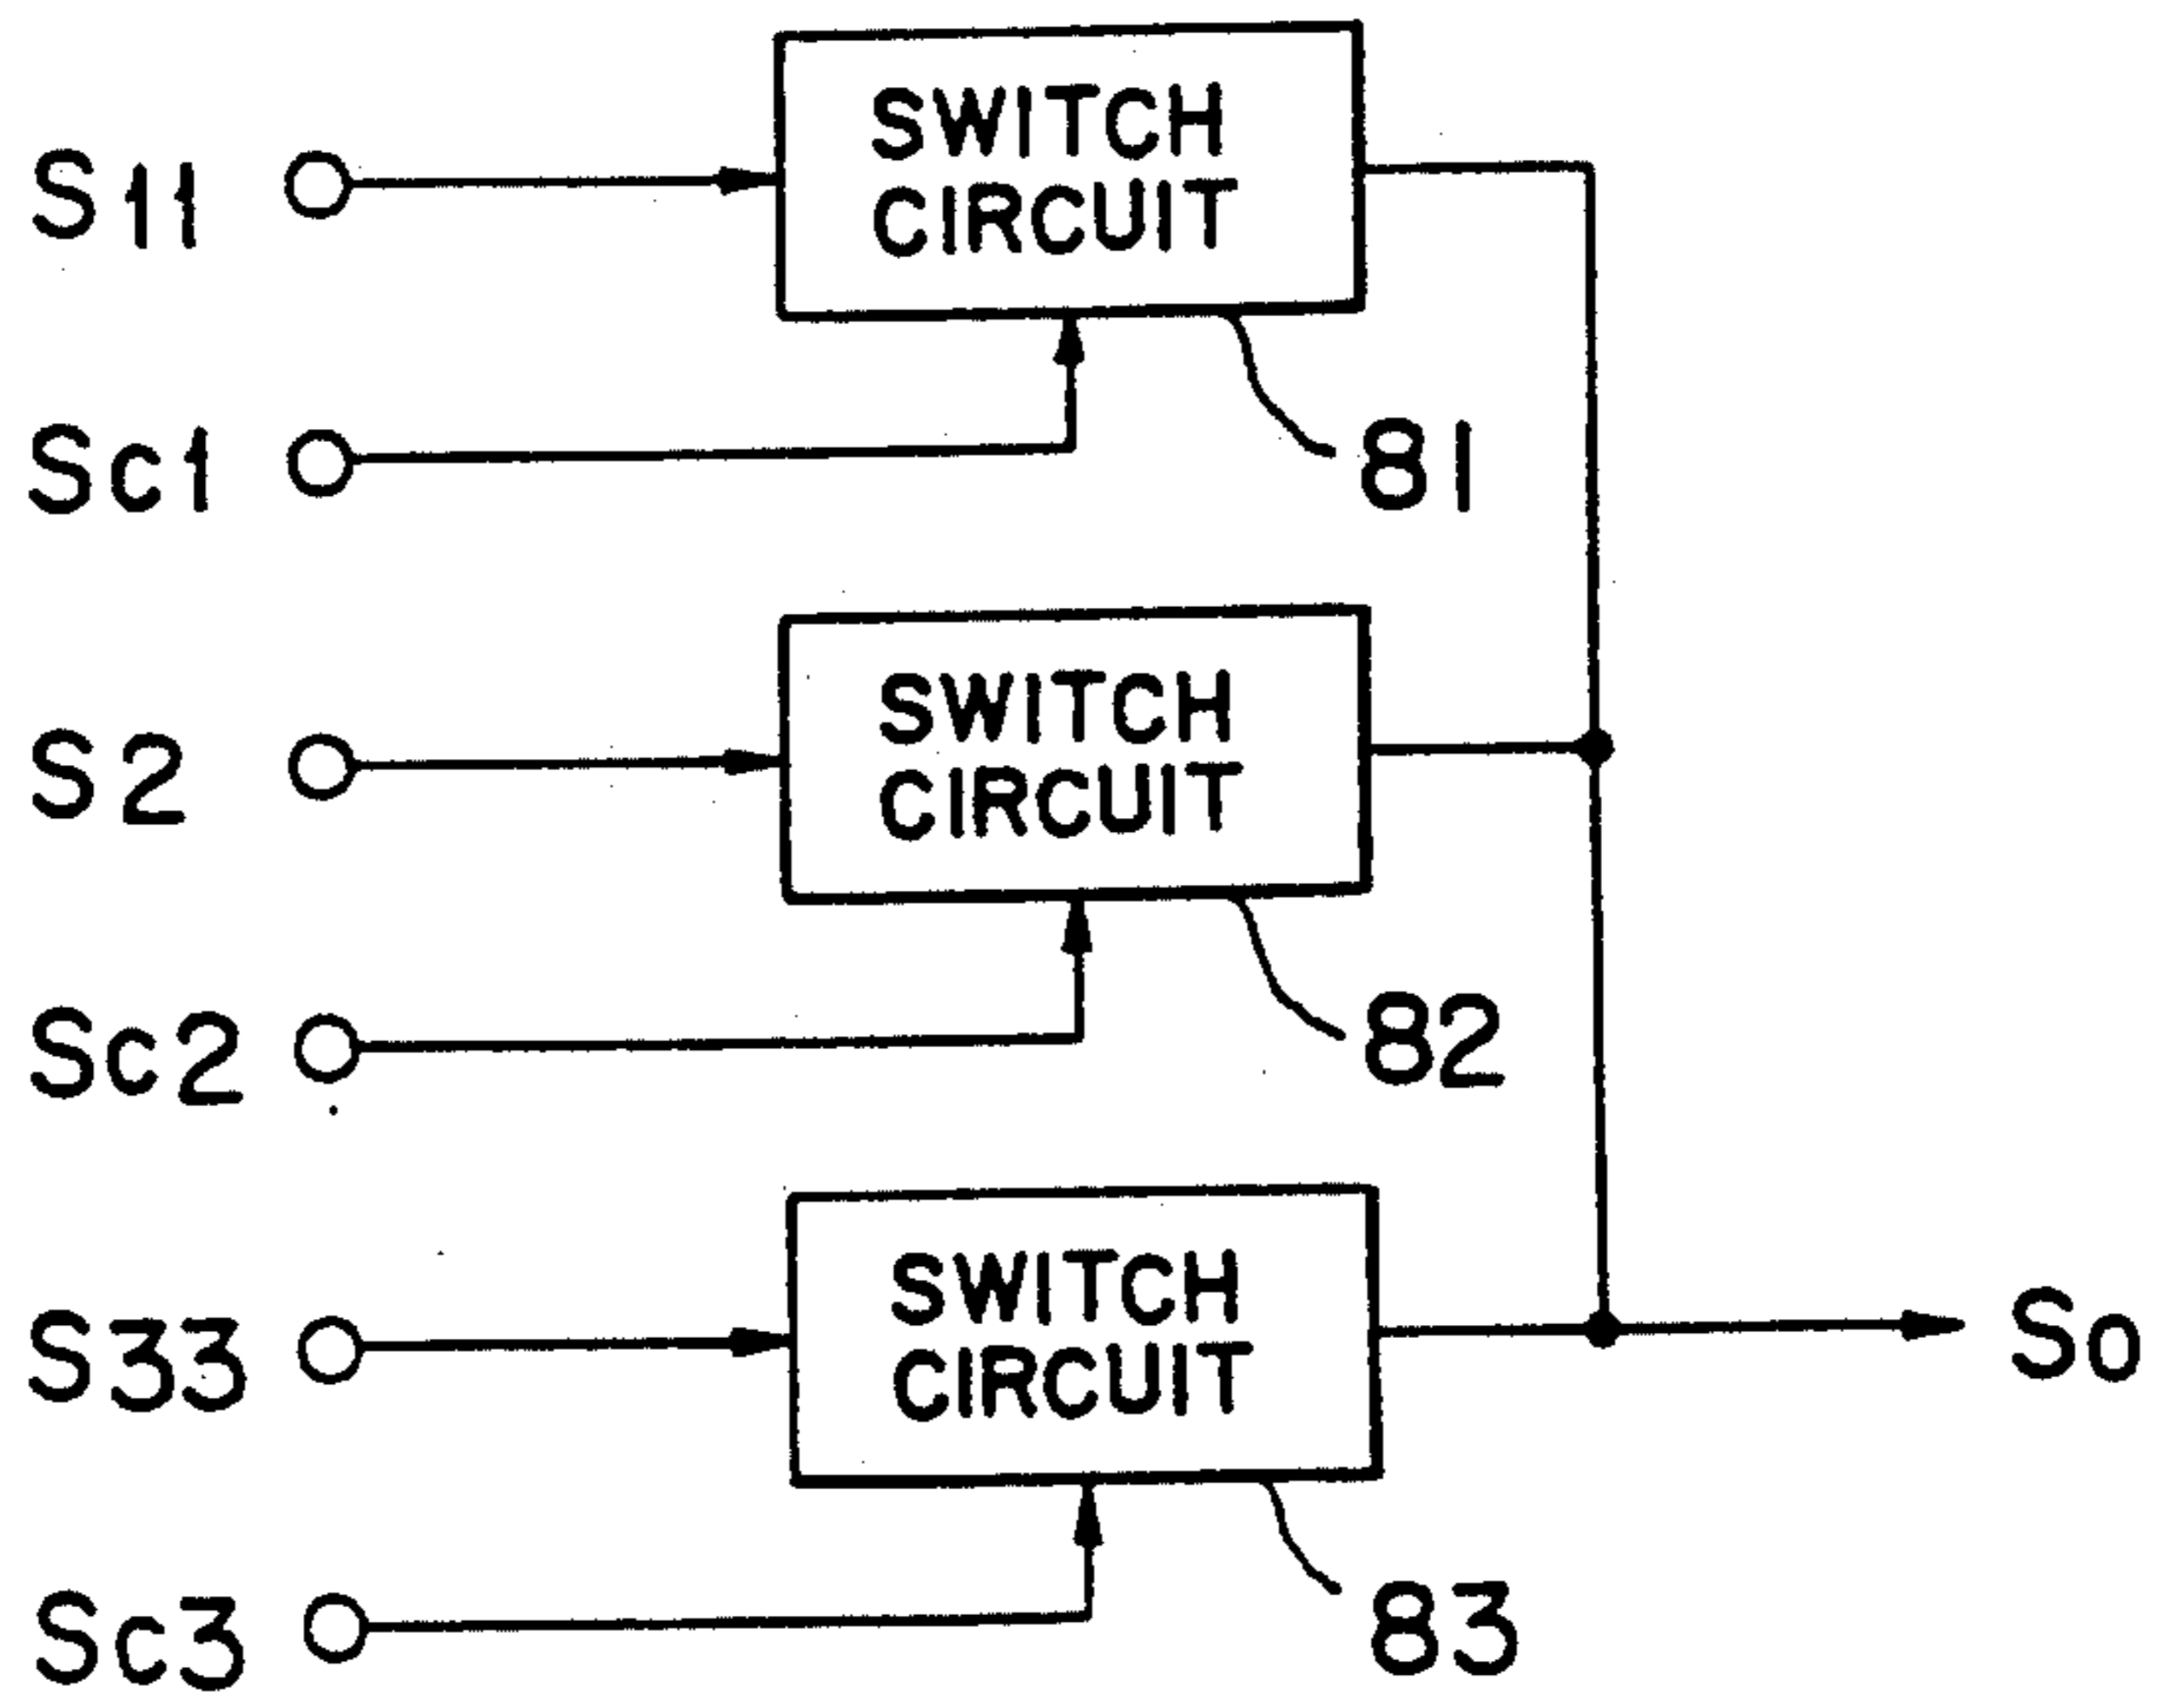 SWITCH
CIRCUIT
S11
Sc1
81
SWITCH
CIRCUIT
S2
Sc2
82
SWITCH
CIRCUIT
S33
So
Sc3
83